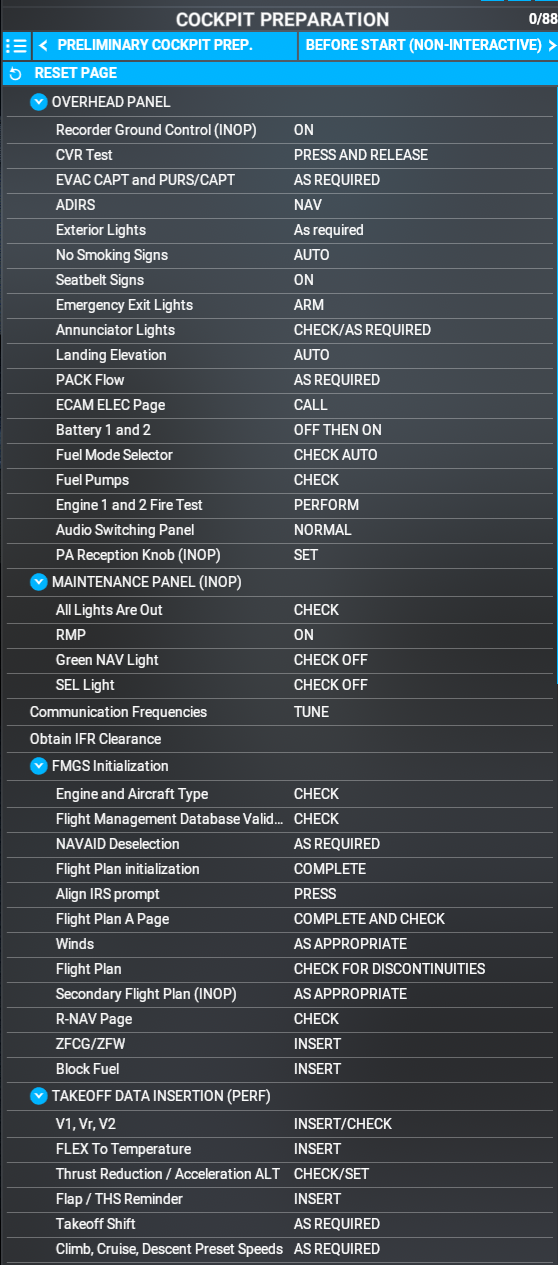 COCKPIT PREPARATION 0/88
PRELIMINARY COCKPIT PREP. BEFORE START (NON-INTERACTIVE)
RESET PAGE
OVERHEAD PANEL
Recorder Ground Control (INOP) ON
CVR Test PRESS AND RELEASE
EVAC CAPT and PURS/CAPT AS REQUIRED
ADIRS NAV
Exterior Lights As required
No Smoking Signs AUTO
Seatbelt Signs ON
Emergency Exit Lights ARM
Annunciator Lights CHECK/AS REQUIRED
Landing Elevation AUTO
PACK Flow AS REQUIRED
ECAM ELEC Page CALL
Battery 1 and 2 OFF THEN ON
Fuel Mode Selector CHECK AUTO
Fuel Pumps CHECK
Engine 1 and 2 Fire Test PERFORM
Audio Switching Panel NORMAL
PA Reception Knob (INOP) SET
MAINTENANCE PANEL (INOP)
All Lights Are Out CHECK
RMP ON
Green NAV Light CHECK OFF
SEL Light CHECK OFF
Communication Frequencies TUNE
Obtain IFR Clearance
FMGS Initialization
Engine and Aircraft Type CHECK
Flight Management Database Valid... CHECK
NAVAID Deselection AS REQUIRED
Flight Plan initialization COMPLETE
Align IRS prompt PRESS
Flight Plan A Page COMPLETE AND CHECK
Winds AS APPROPRIATE
Flight Plan CHECK FOR DISCONTINUITIES
Secondary Flight Plan (INOP) AS APPROPRIATE
R-NAV Page CHECK
ZFCG/ZFW INSERT
Block Fuel INSERT
TAKEOFF DATA INSERTION (PERF)
V1, Vr, V2 INSERT/CHECK
FLEX To Temperature INSERT
Thrust Reduction / Acceleration ALT CHECK/SET
Flap / THS Reminder INSERT
Takeoff Shift AS REQUIRED
Climb, Cruise, Descent Preset Speeds AS REQUIRED